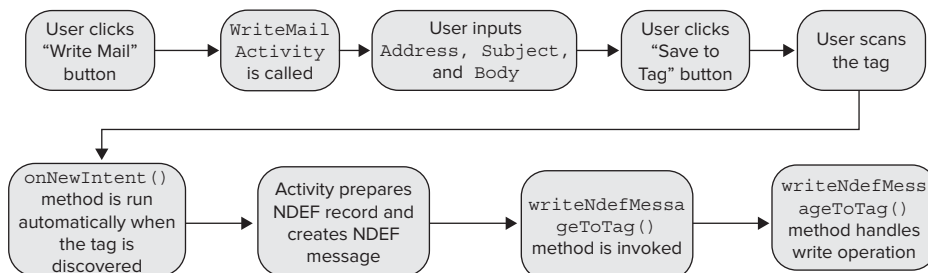 User clicks
“Write Mail”
button
WriteMail
Activity
is called
User inputs
Address, Subject,
and Body
User clicks
“Save to
Tag” button
User scans
the tag
onNewIntent()
method is run
automatically when
the tag is
discovered
Activity prepares
NDEF record and
creates NDEF
message
writeNdefMessa
geToTag()
method is invoked
writeNdefMess
ageToTag()
method handles
write operation